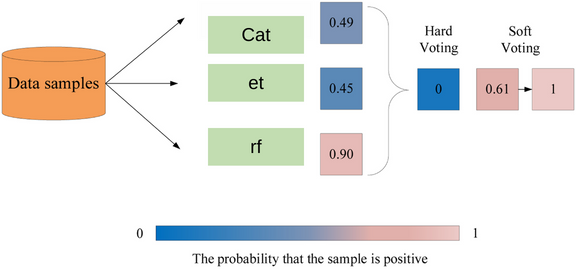 Data samples
Cat
et
rf
0.49
0.45
0.90
Hard
Voting
0
Soft
Voting
0.61
1
0
1
The probability that the sample is positive